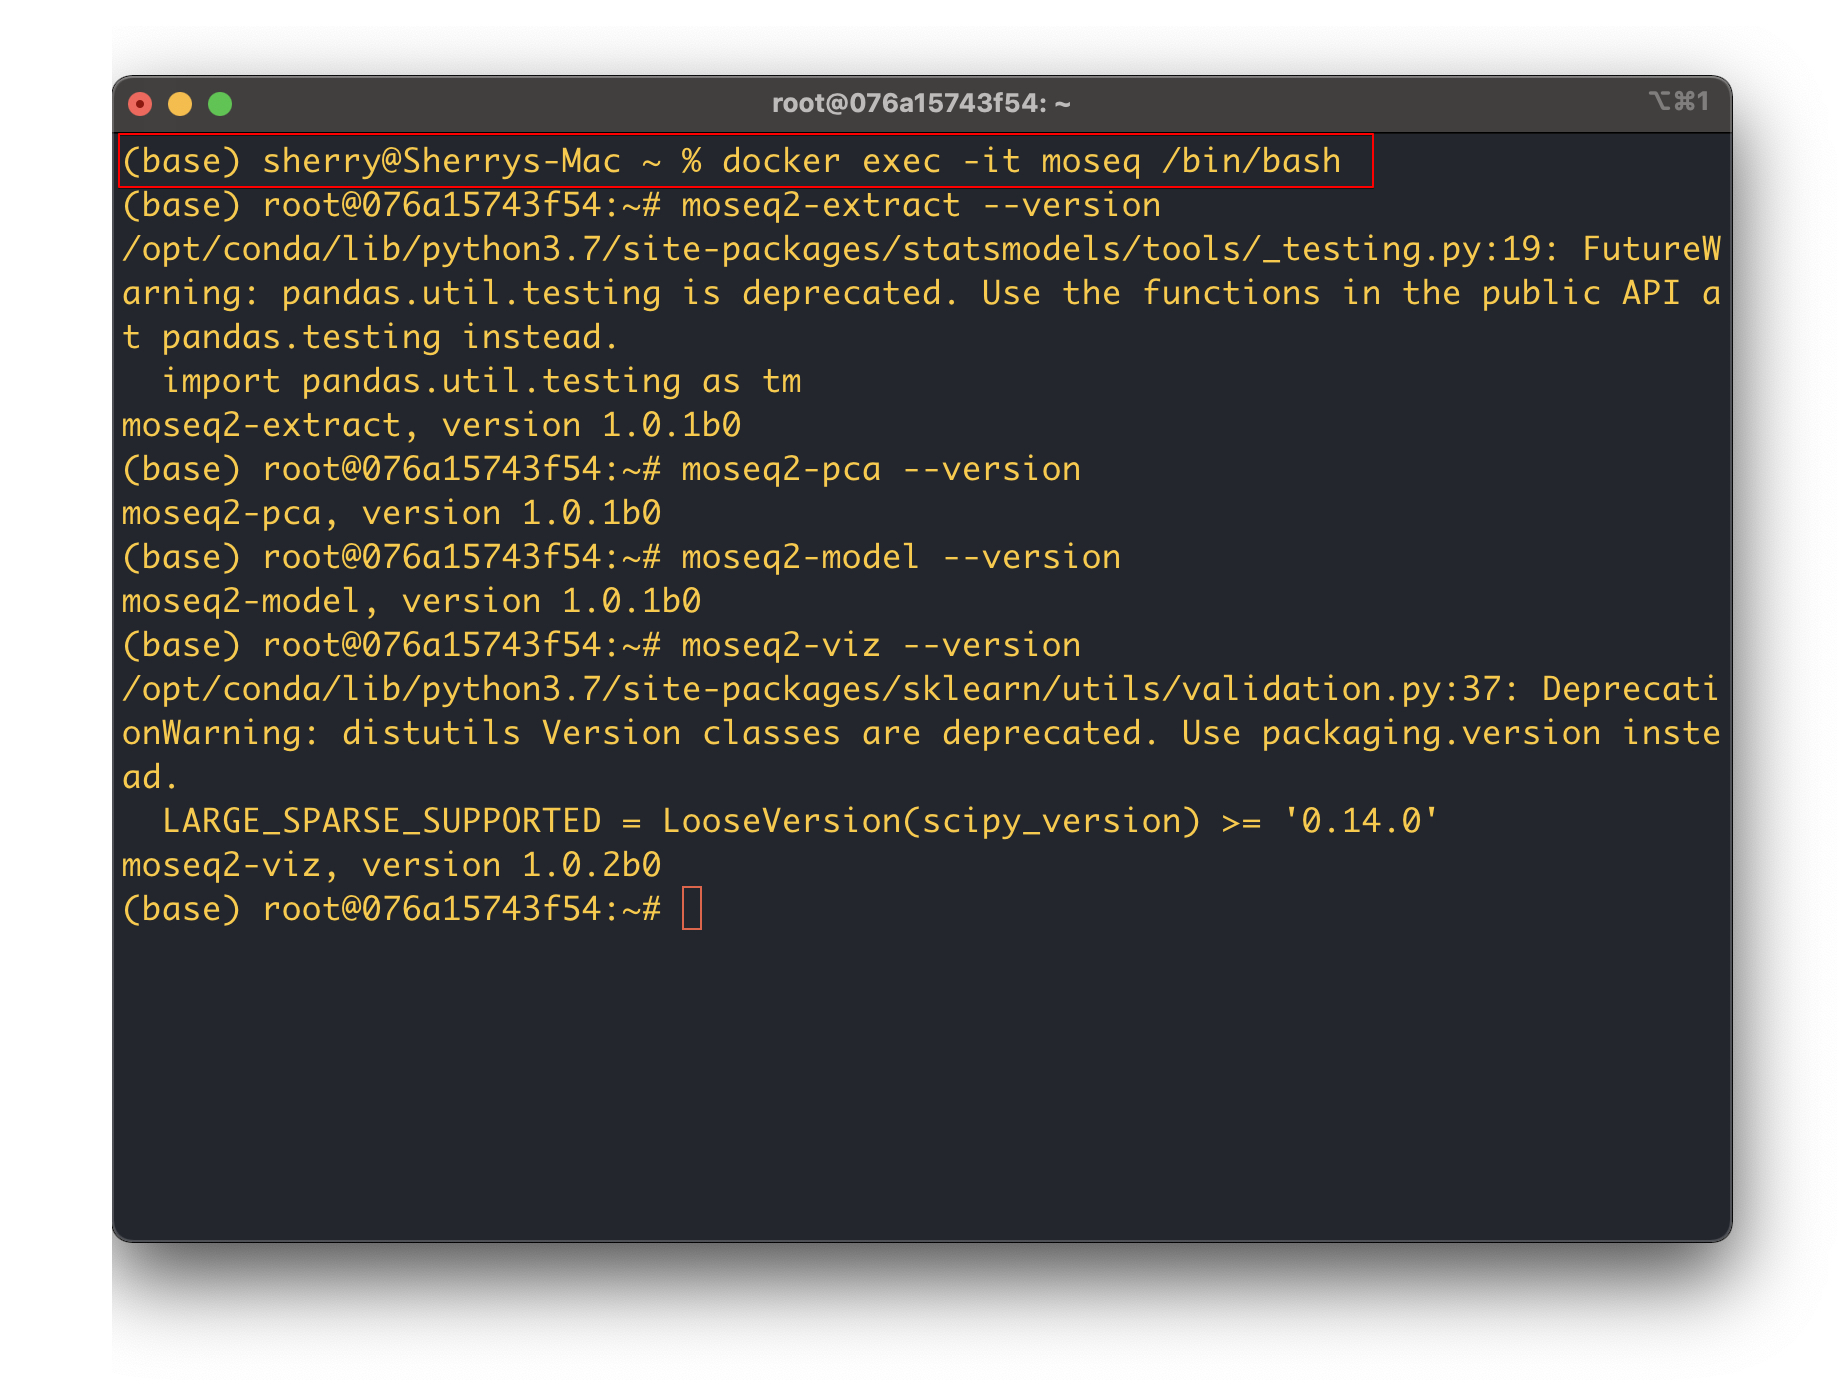 root@076a15743f54: ~
⌥⌘1
(base) sherry@Sherrys-Mac ~ % docker exec -it moseq /bin/bash
(base) root@076a15743f54:~# moseq2-extract --version
/opt/conda/lib/python3.7/site-packages/statsmodels/tools/_testing.py:19: FutureW
arning: pandas.util.testing is deprecated. Use the functions in the public API a
t pandas.testing instead.
  import pandas.util.testing as tm
moseq2-extract, version 1.0.1b0
(base) root@076a15743f54:~# moseq2-pca --version
moseq2-pca, version 1.0.1b0
(base) root@076a15743f54:~# moseq2-model --version
moseq2-model, version 1.0.1b0
(base) root@076a15743f54:~# moseq2-viz --version
/opt/conda/lib/python3.7/site-packages/sklearn/utils/validation.py:37: Deprecati
onWarning: distutils Version classes are deprecated. Use packaging.version inste
ad.
  LARGE_SPARSE_SUPPORTED = LooseVersion(scipy_version) >= '0.14.0'
moseq2-viz, version 1.0.2b0
(base) root@076a15743f54:~#